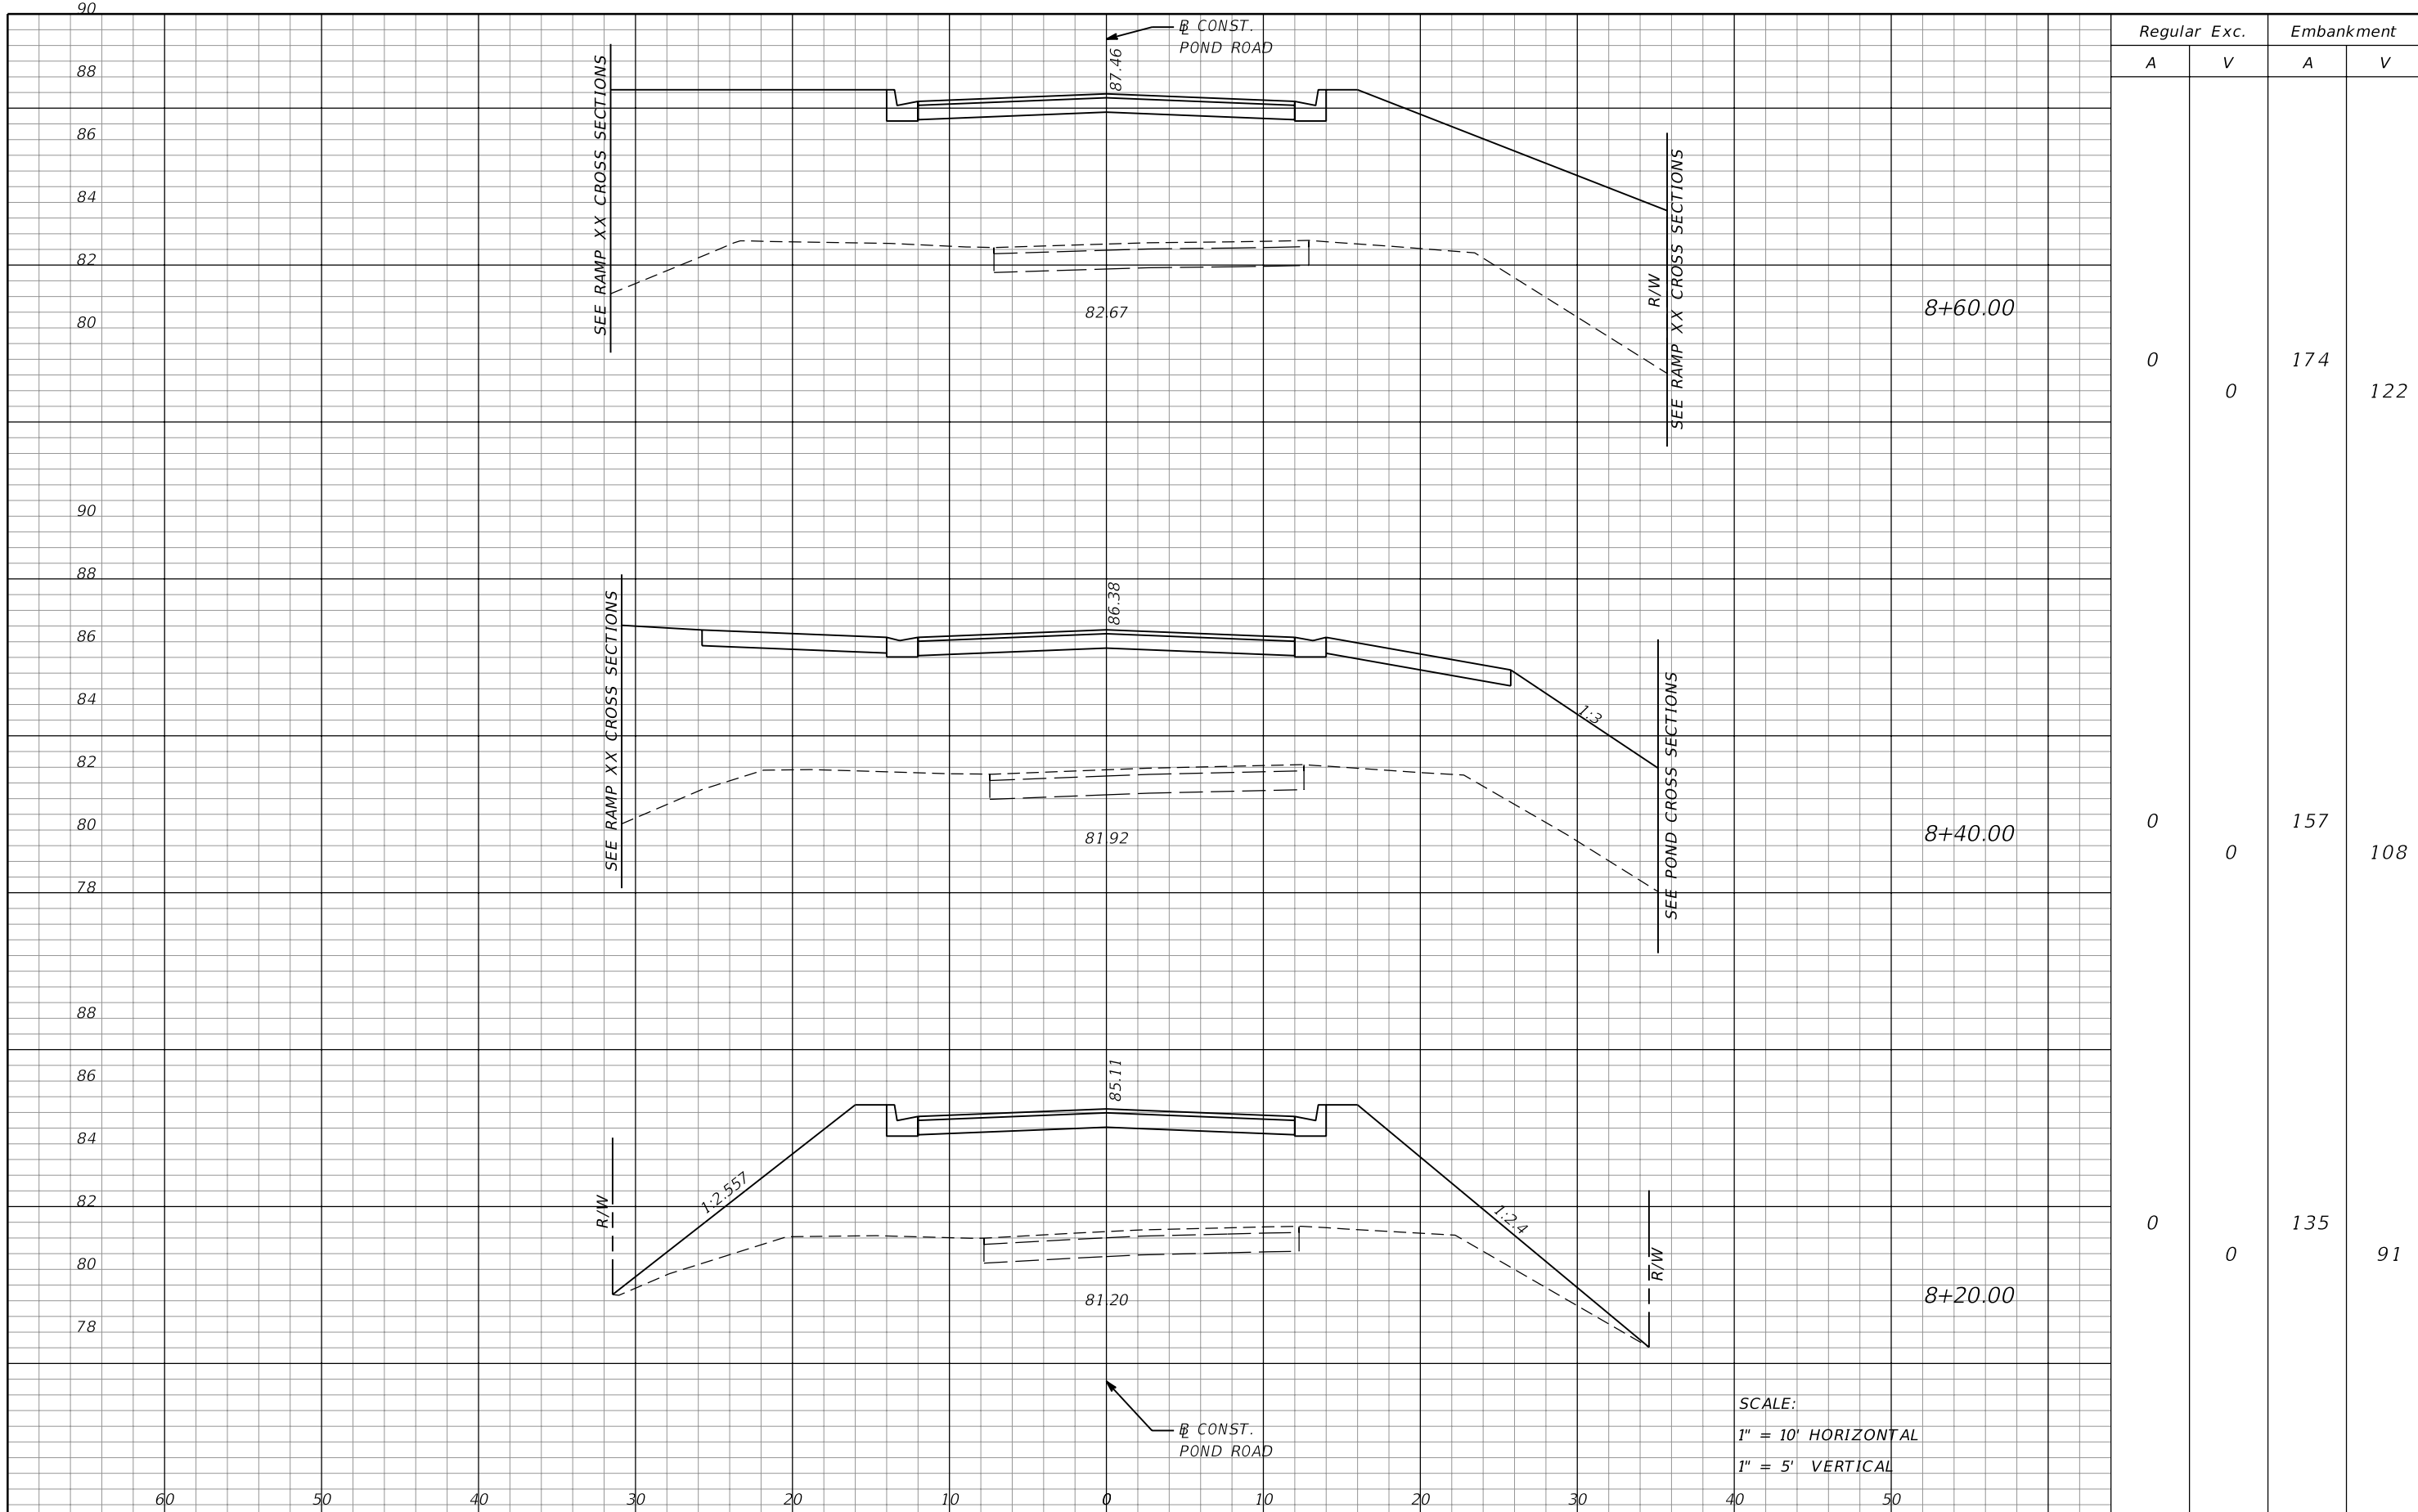 90
Regular Exc. Embankment
A V A V
B CONST.
POND ROAD
88
86
84
82
80
SEE RAMP XX CROSS SECTIONS
87.46
82.67
R/W
SEE RAMP XX CROSS SECTIONS
8+60.00
0 174
0 122
90
88
86
84
82
80
78
SEE RAMP XX CROSS SECTIONS
86.38
81.92
1:3
SEE POND CROSS SECTIONS
8+40.00
0 157
0 108
88
86
84
82
80
78
R/W
1:2.557
85.11
81.20
1:2.4
R/W
8+20.00
0 135
0 91
B CONST.
POND ROAD
SCALE:
1" = 10' HORIZONTAL
1" = 5' VERTICAL
60 50 40 30 20 10 0 10 20 30 40 50